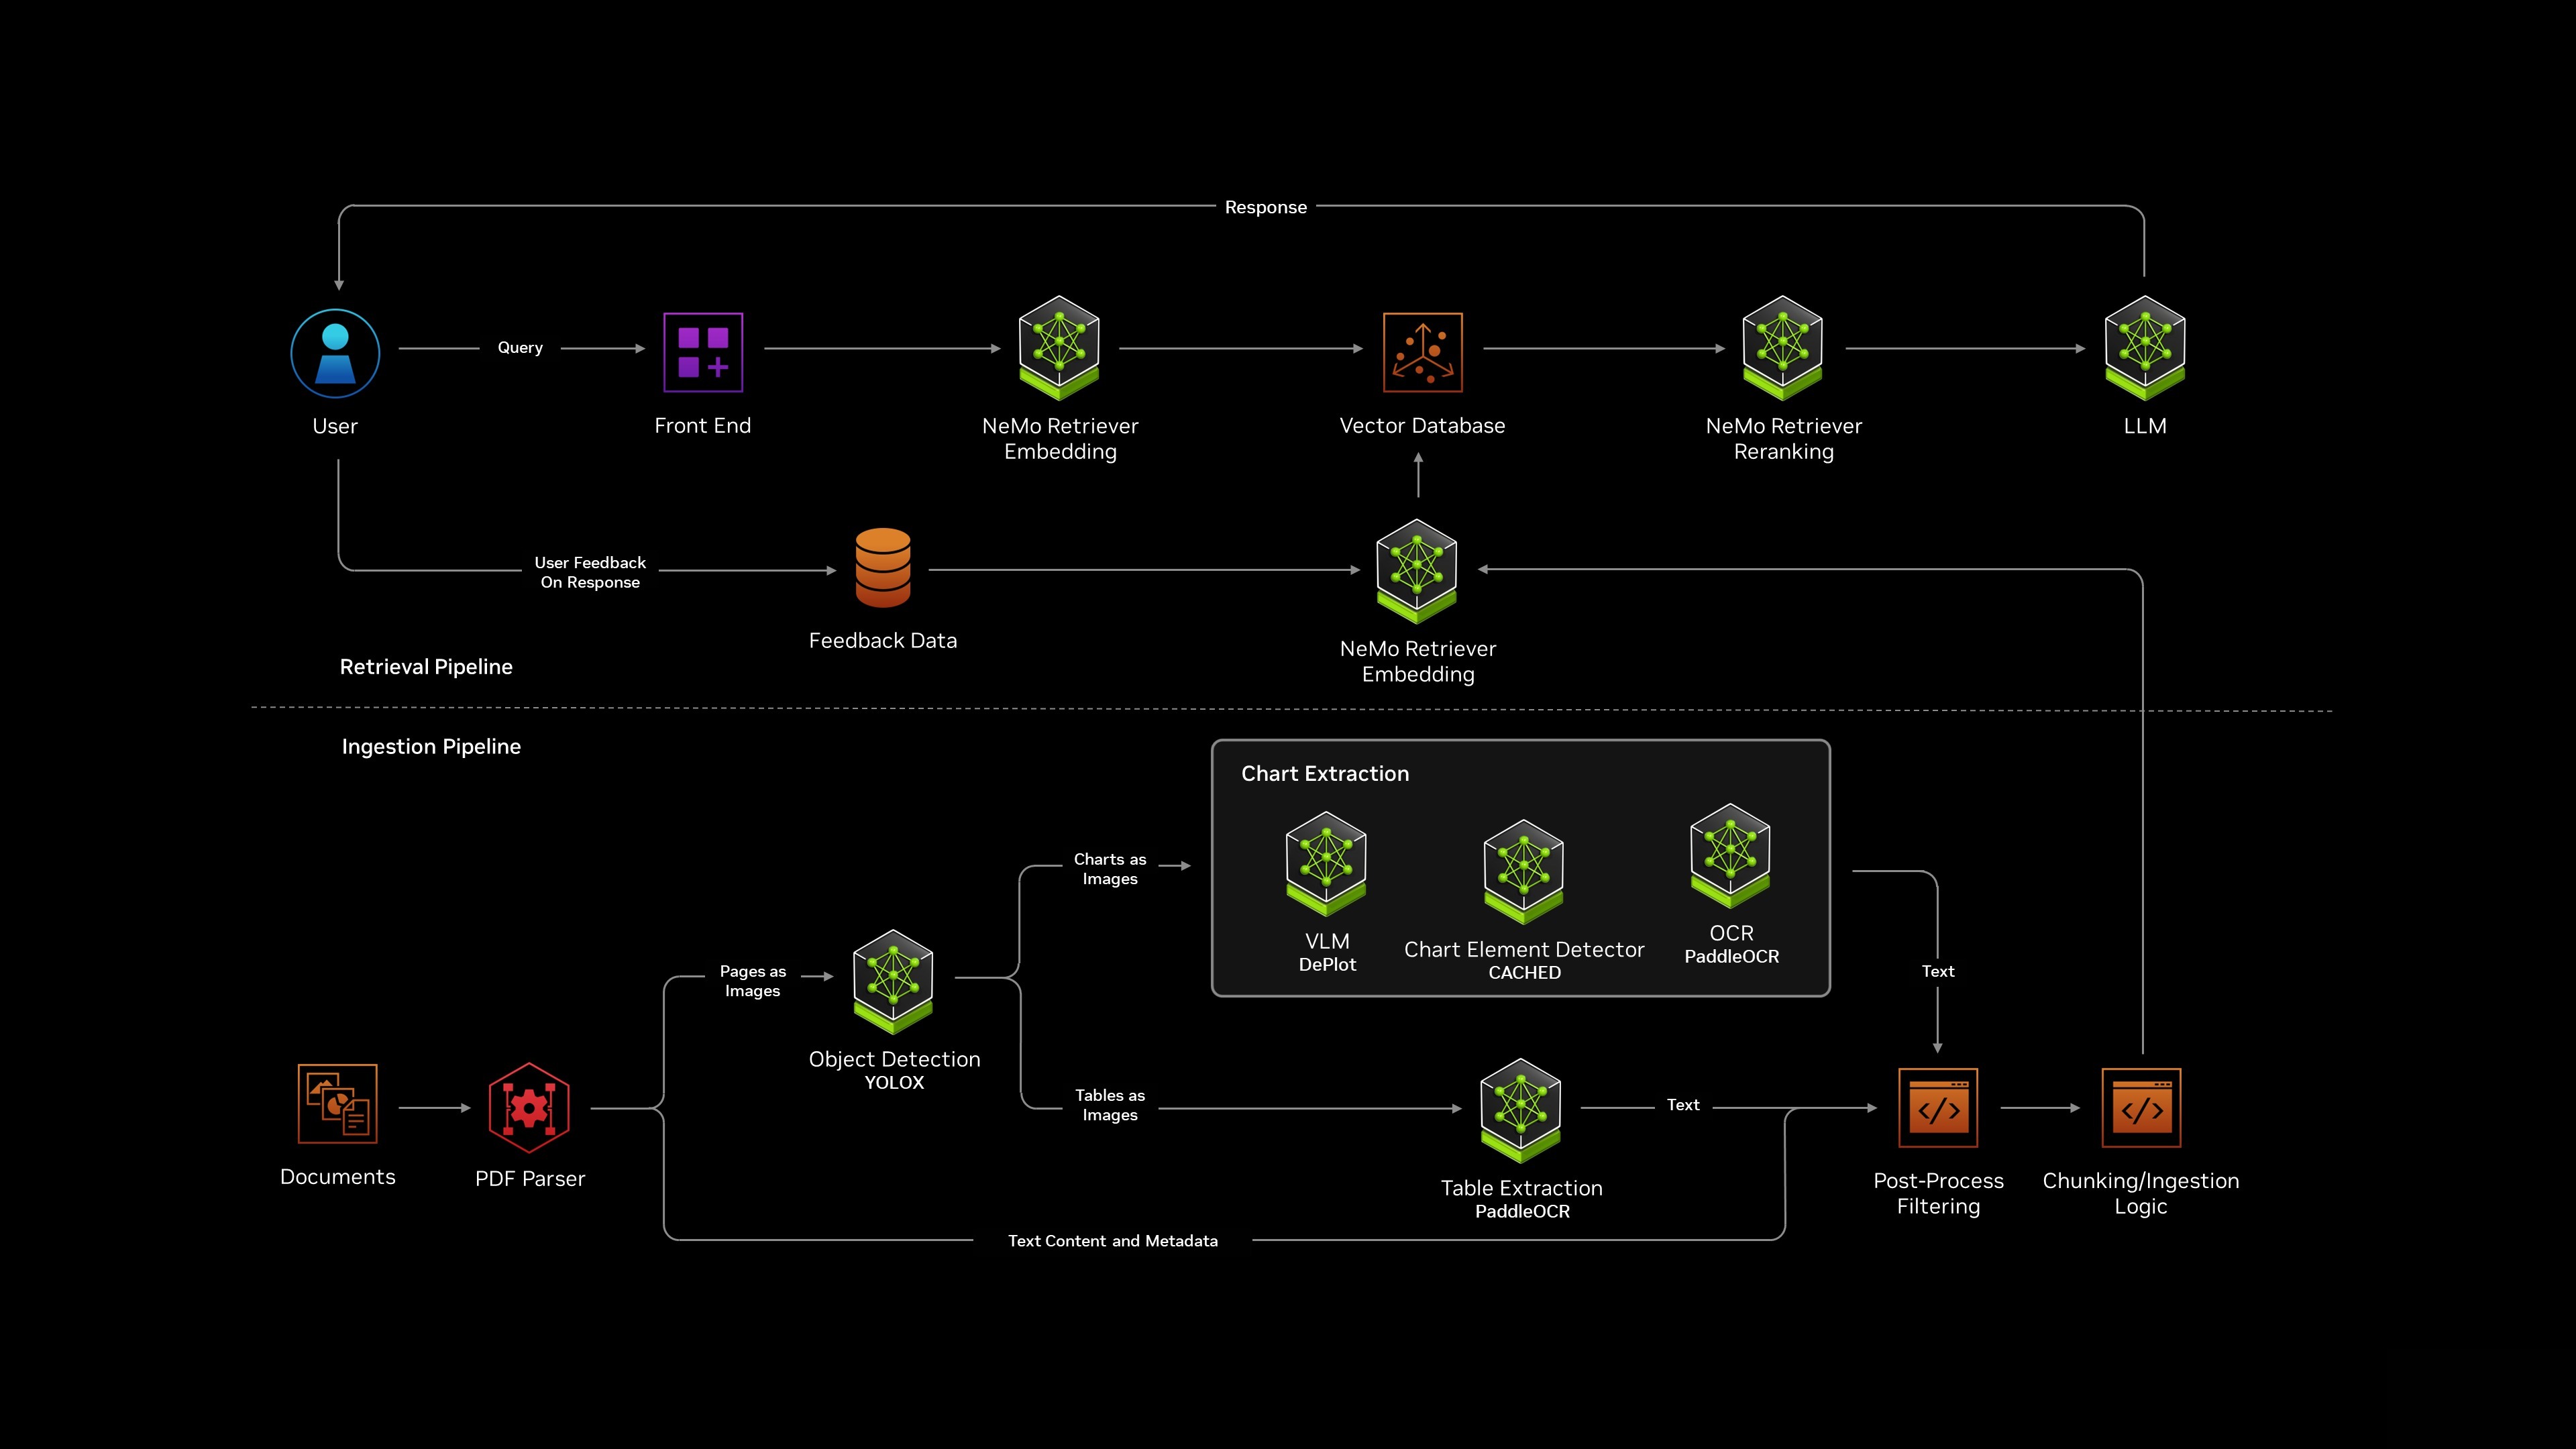 Response
Query
User
Front End
NeMo Retriever
Embedding
Vector Database
NeMo Retriever
Reranking
LLM
User Feedback
On Response
Feedback Data
NeMo Retriever
Embedding
Retrieval Pipeline
Ingestion Pipeline
Chart Extraction
VLM
DePlot
Chart Element Detector
CACHED
OCR
PaddleOCR
Charts as
Images
Pages as
Images
Object Detection
YOLOX
Text
Tables as
Images
Text
Documents
PDF Parser
Table Extraction
PaddleOCR
Post-Process
Filtering
Chunking/Ingestion
Logic
Text Content and Metadata